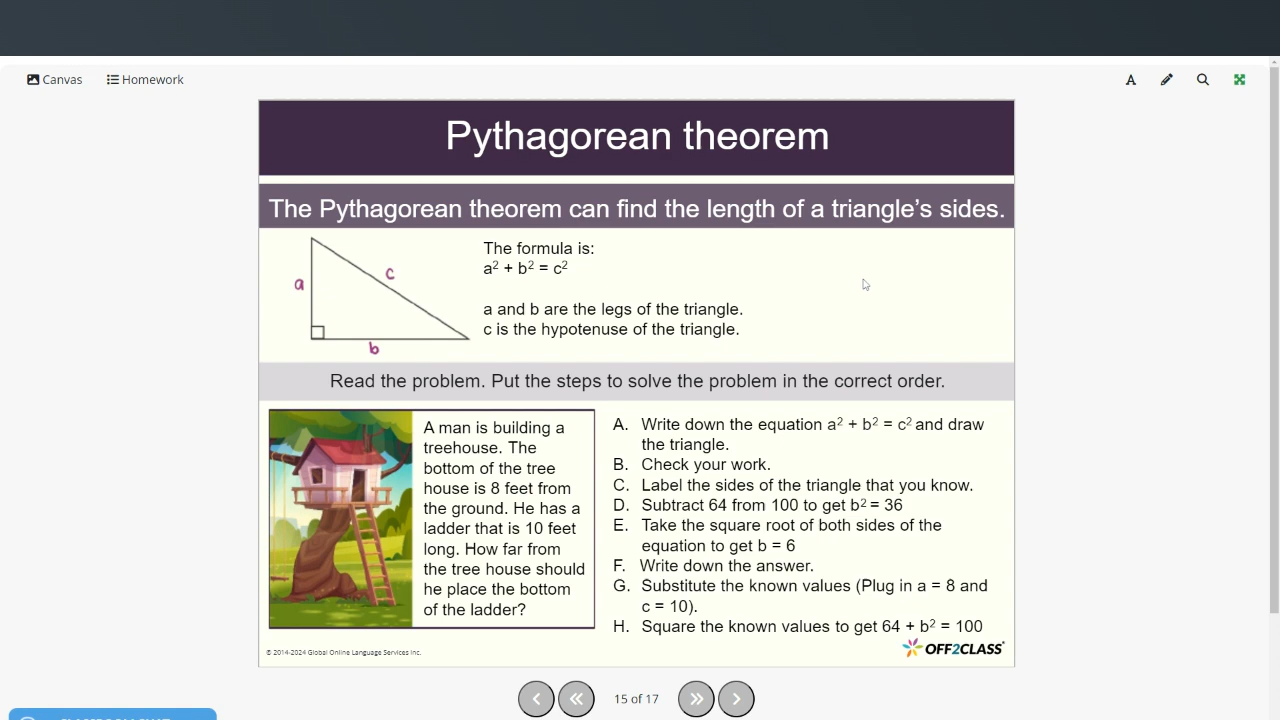 Canvas
Homework
A
Pythagorean theorem
The Pythagorean theorem can find the length of a triangle's sides.
The formula is:
a² + b² = c²
a
c
b
a and b are the legs of the triangle.
c is the hypotenuse of the triangle.
Read the problem. Put the steps to solve the problem in the correct order.
A man is building a
treehouse. The
bottom of the tree
house is 8 feet from
the ground. He has a
ladder that is 10 feet
long. How far from
the tree house should
he place the bottom
of the ladder?
A. Write down the equation a² + b² = c² and draw
the triangle.
B. Check your work.
C. Label the sides of the triangle that you know.
D. Subtract 64 from 100 to get b² = 36
E. Take the square root of both sides of the
equation to get b = 6
F. Write down the answer.
G. Substitute the known values (Plug in a = 8 and
c = 10).
H. Square the known values to get 64 + b² = 100
© 2014-2024 Global Online Language Services Inc.
OFF2CLASS
15 of 17